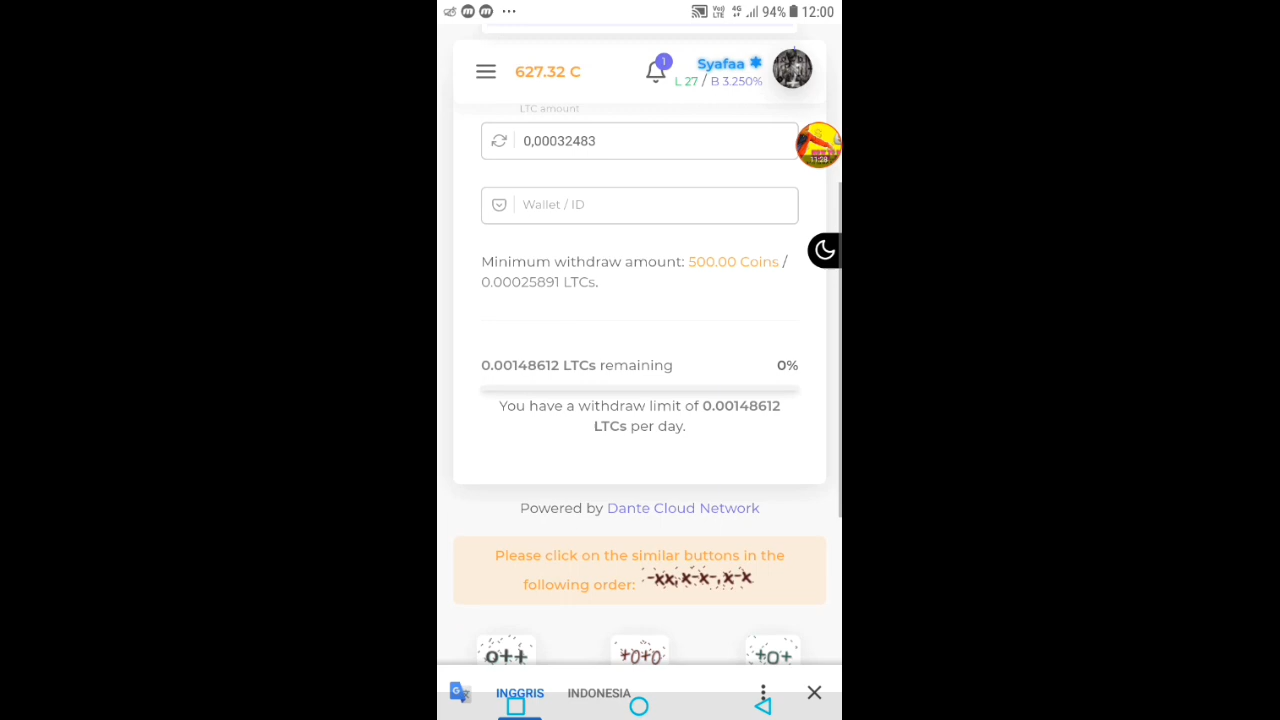 94% 12:00
627.32 C
1
Syafaa
L 27 / B 3.250%
LTC amount
0,00032483
11:28
Wallet / ID
Minimum withdraw amount: 500.00 Coins /
0.00025891 LTCs.
0.00148612 LTCs remaining
0%
You have a withdraw limit of 0.00148612
LTCs per day.
Powered by Dante Cloud Network
Please click on the similar buttons in the
following order: -xx, x-x-, x-x
o++
+o+o
+o+
INGGRIS
INDONESIA